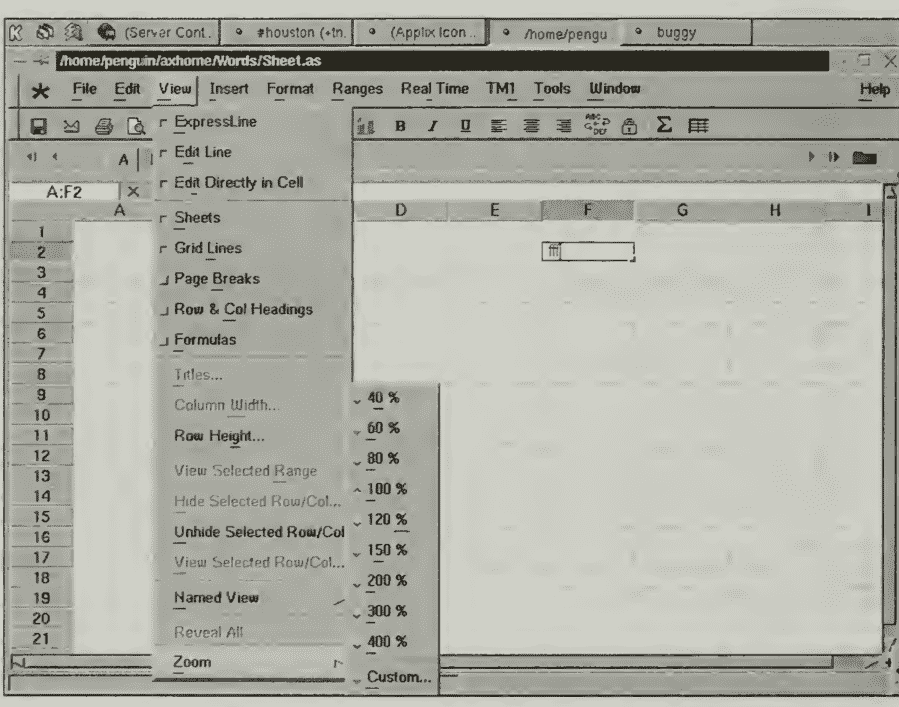 (Server Cont. #houston (+tn. (Applix Icon... /home/pengu buggy
/home/penguin/axhome/Words/Sheet.as
File Edit View Insert Format Ranges Real Time TM1 Tools Window Help
B I U Σ
A
A:F2
A D E F G H I
1
2
3
4
5
6
7
8
9
10
11
12
13
14
15
16
17
18
19
20
21
ExpressLine
Edit Line
Edit Directly in Cell
Sheets
Grid Lines
Page Breaks
Row & Col Headings
Formulas
Titles...
Column Width...
Row Height...
View Selected Range
Hide Selected Row/Col...
Unhide Selected Row/Col
View Selected Row/Col...
Named View
Reveal All
Zoom
40 %
60 %
80 %
100 %
120 %
150 %
200 %
300 %
400 %
Custom...